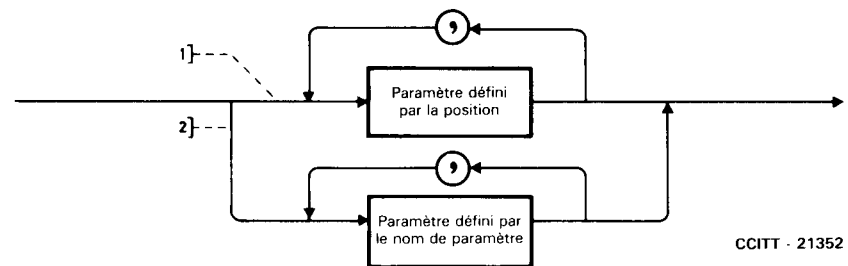 ,
1]
Paramètre défini
par la position
2]
,
Paramètre défini par
le nom de paramètre
CCITT - 21352